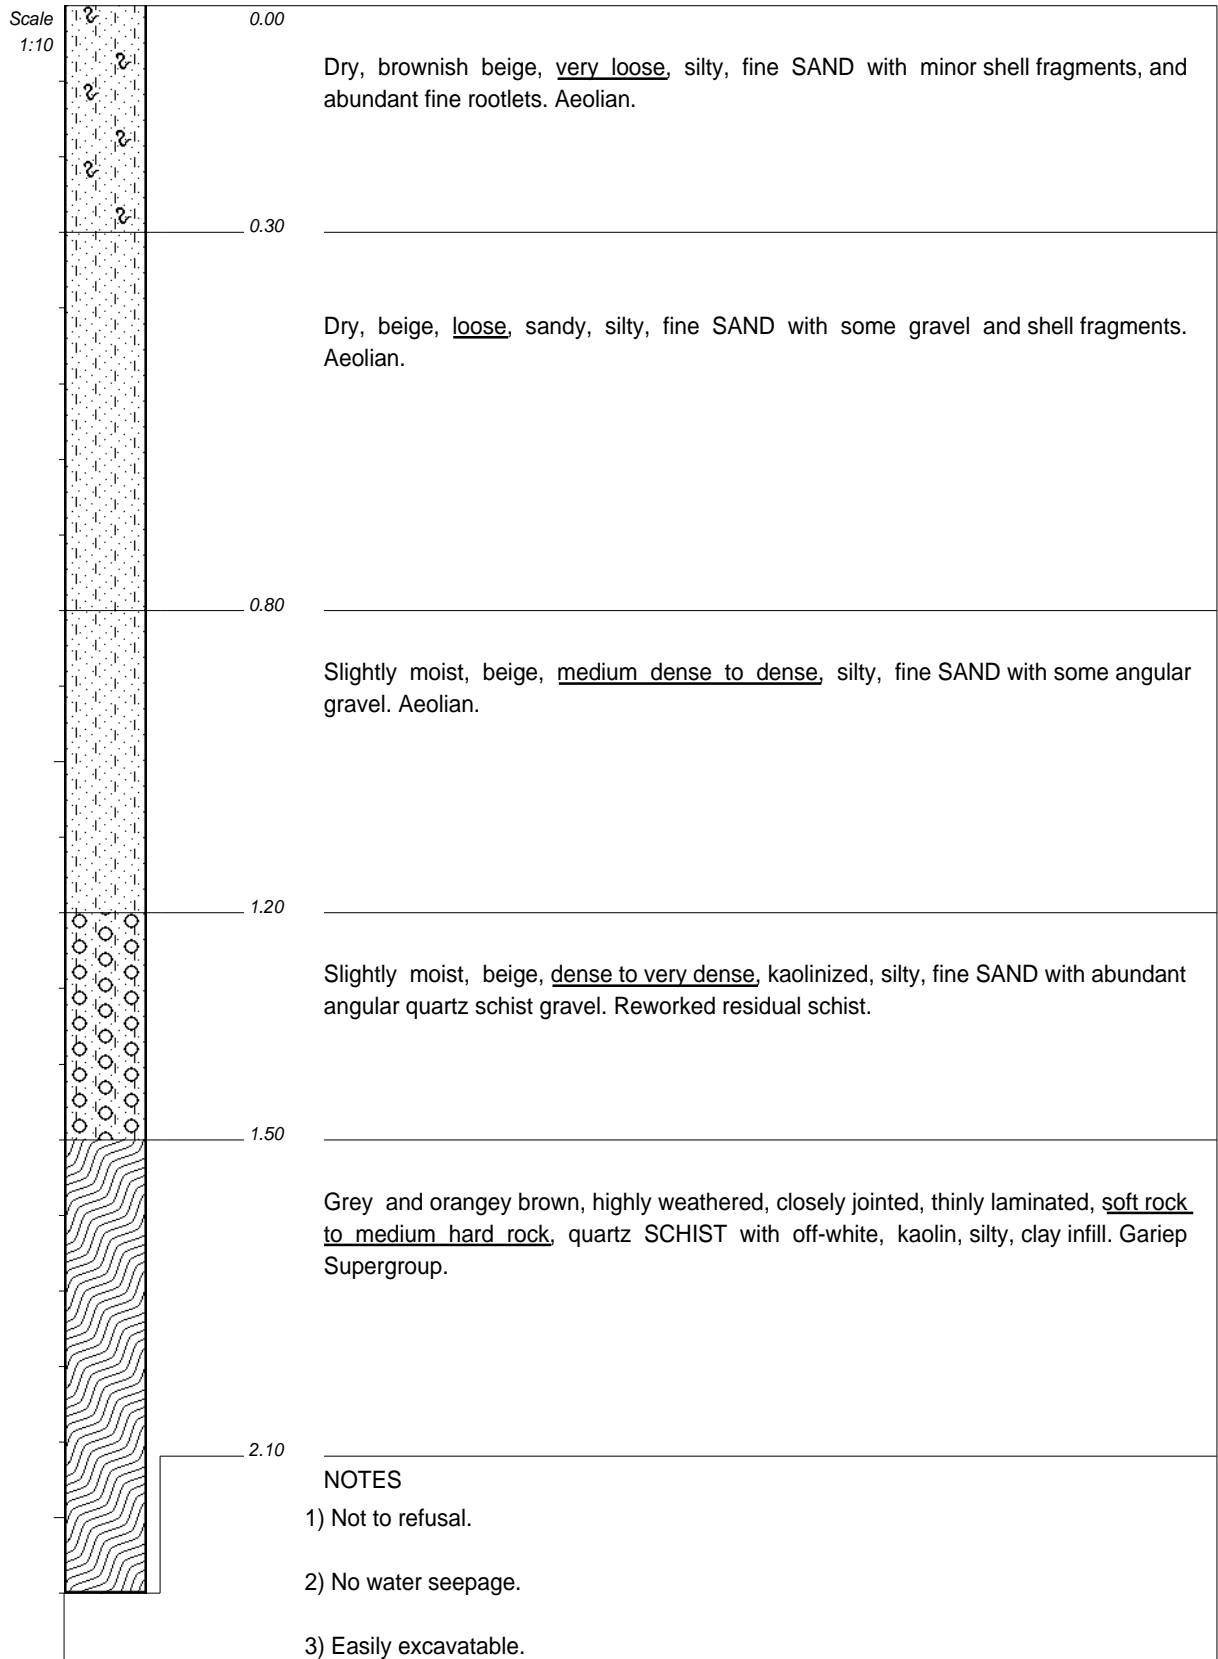 Scale
1:10
0.00
Dry, brownish beige, very loose, silty, fine SAND with minor shell fragments, and
abundant fine rootlets. Aeolian.
0.30
Dry, beige, loose, sandy, silty, fine SAND with some gravel and shell fragments.
Aeolian.
0.80
Slightly moist, beige, medium dense to dense, silty, fine SAND with some angular
gravel. Aeolian.
1.20
Slightly moist, beige, dense to very dense, kaolinized, silty, fine SAND with abundant
angular quartz schist gravel. Reworked residual schist.
1.50
Grey and orangey brown, highly weathered, closely jointed, thinly laminated, soft rock
to medium hard rock, quartz SCHIST with off-white, kaolin, silty, clay infill. Gariep
Supergroup.
2.10
NOTES
1) Not to refusal.
2) No water seepage.
3) Easily excavatable.